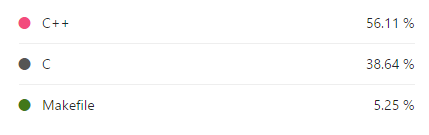 C++ 56.11 %
C 38.64 %
Makefile 5.25 %